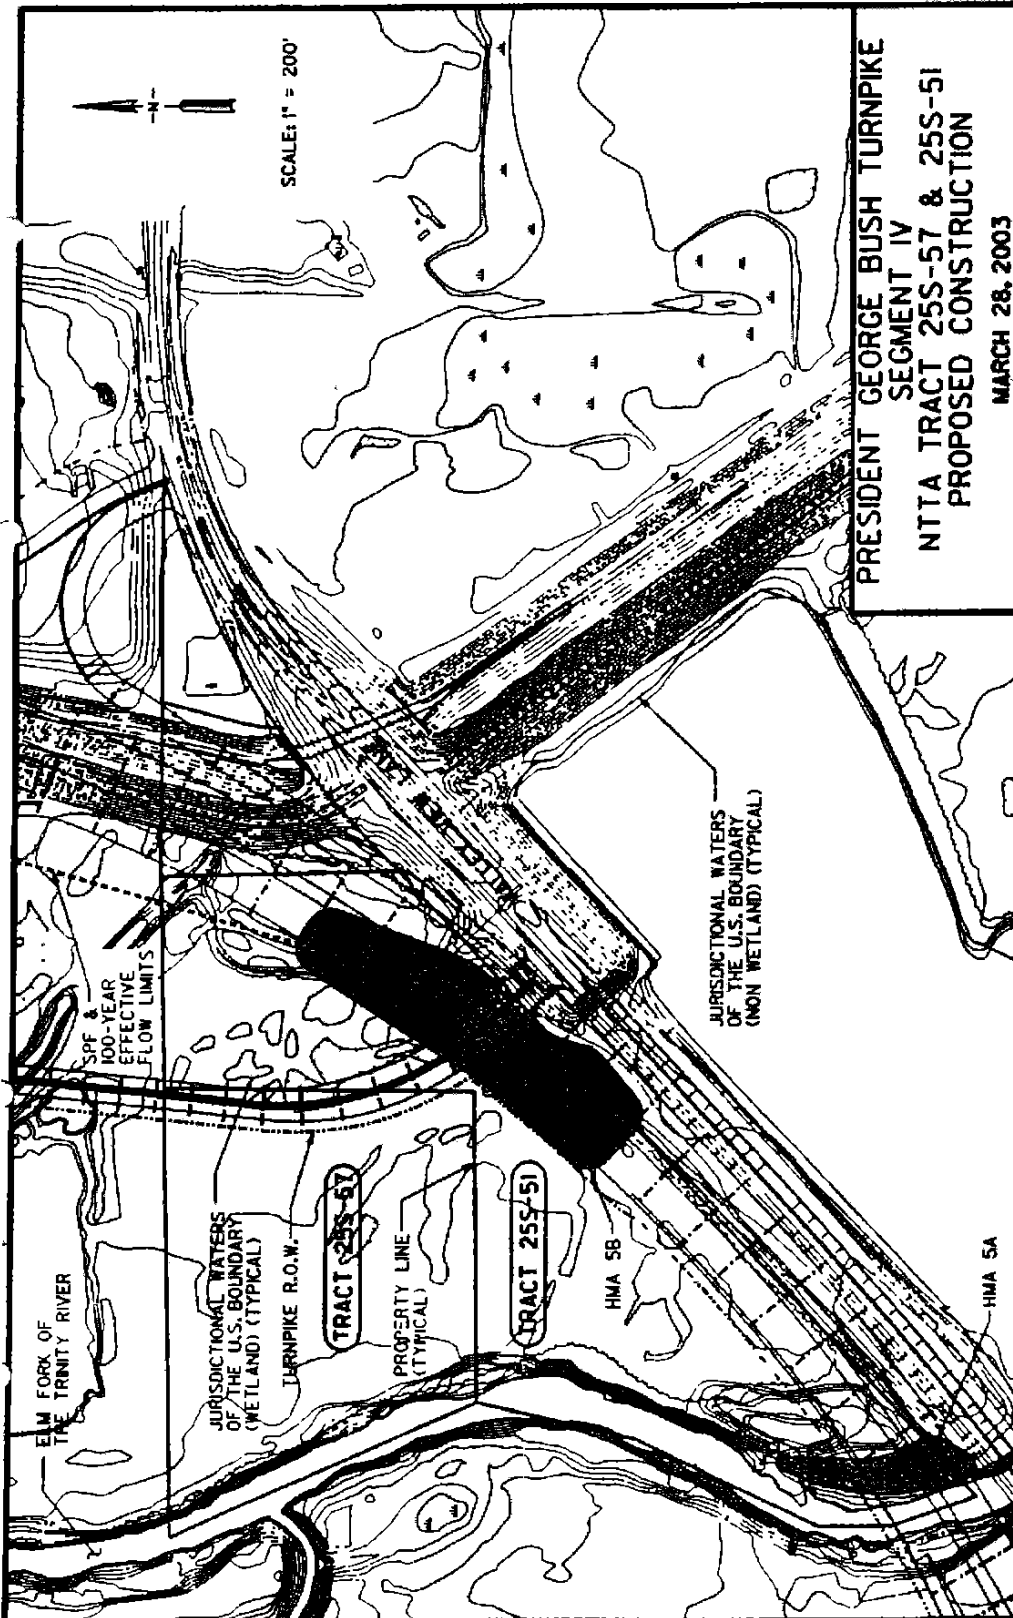 -N-
SCALE: 1" = 200'
SPF &
100-YEAR
EFFECTIVE
FLOW LIMITS
ELM FORK OF
THE TRINITY RIVER
JURISDICTIONAL WATERS
OF THE U.S. BOUNDARY
(WETLAND) (TYPICAL)
TURNPIKE R.O.W.
TRACT 25S-57
PROPERTY LINE
(TYPICAL)
TRACT 25S-51
HMA 5B
HMA 5A
JURISDICTIONAL WATERS
OF THE U.S. BOUNDARY
(NON WETLAND) (TYPICAL)
PRESIDENT GEORGE BUSH TURNPIKE
SEGMENT IV
NTTA TRACT 25S-57 & 25S-51
PROPOSED CONSTRUCTION
MARCH 28, 2003